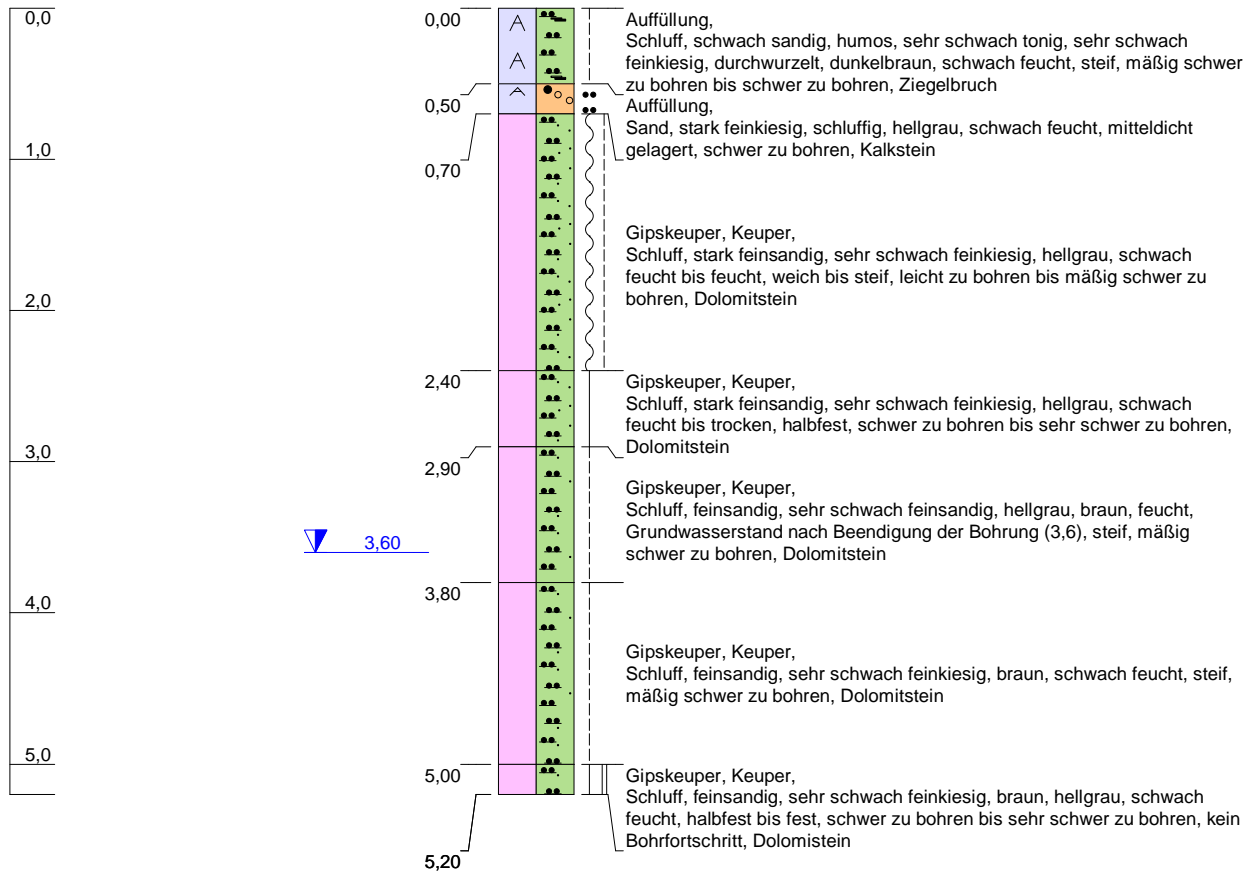 0,0
1,0
2,0
3,0
4,0
5,0
3,60
0,00
0,50
0,70
2,40
2,90
3,80
5,00
5,20
A
A
A
Auffüllung,
Schluff, schwach sandig, humos, sehr schwach tonig, sehr schwach
feinkiesig, durchwurzelt, dunkelbraun, schwach feucht, steif, mäßig schwer
zu bohren bis schwer zu bohren, Ziegelbruch
Auffüllung,
Sand, stark feinkiesig, schluffig, hellgrau, schwach feucht, mitteldicht
gelagert, schwer zu bohren, Kalkstein
Gipskeuper, Keuper,
Schluff, stark feinsandig, sehr schwach feinkiesig, hellgrau, schwach
feucht bis feucht, weich bis steif, leicht zu bohren bis mäßig schwer zu
bohren, Dolomitstein
Gipskeuper, Keuper,
Schluff, stark feinsandig, sehr schwach feinkiesig, hellgrau, schwach
feucht bis trocken, halbfest, schwer zu bohren bis sehr schwer zu bohren,
Dolomitstein
Gipskeuper, Keuper,
Schluff, feinsandig, sehr schwach feinsandig, hellgrau, braun, feucht,
Grundwasserstand nach Beendigung der Bohrung (3,6), steif, mäßig
schwer zu bohren, Dolomitstein
Gipskeuper, Keuper,
Schluff, feinsandig, sehr schwach feinkiesig, braun, schwach feucht, steif,
mäßig schwer zu bohren, Dolomitstein
Gipskeuper, Keuper,
Schluff, feinsandig, sehr schwach feinkiesig, braun, hellgrau, schwach
feucht, halbfest bis fest, schwer zu bohren bis sehr schwer zu bohren, kein
Bohrfortschritt, Dolomistein